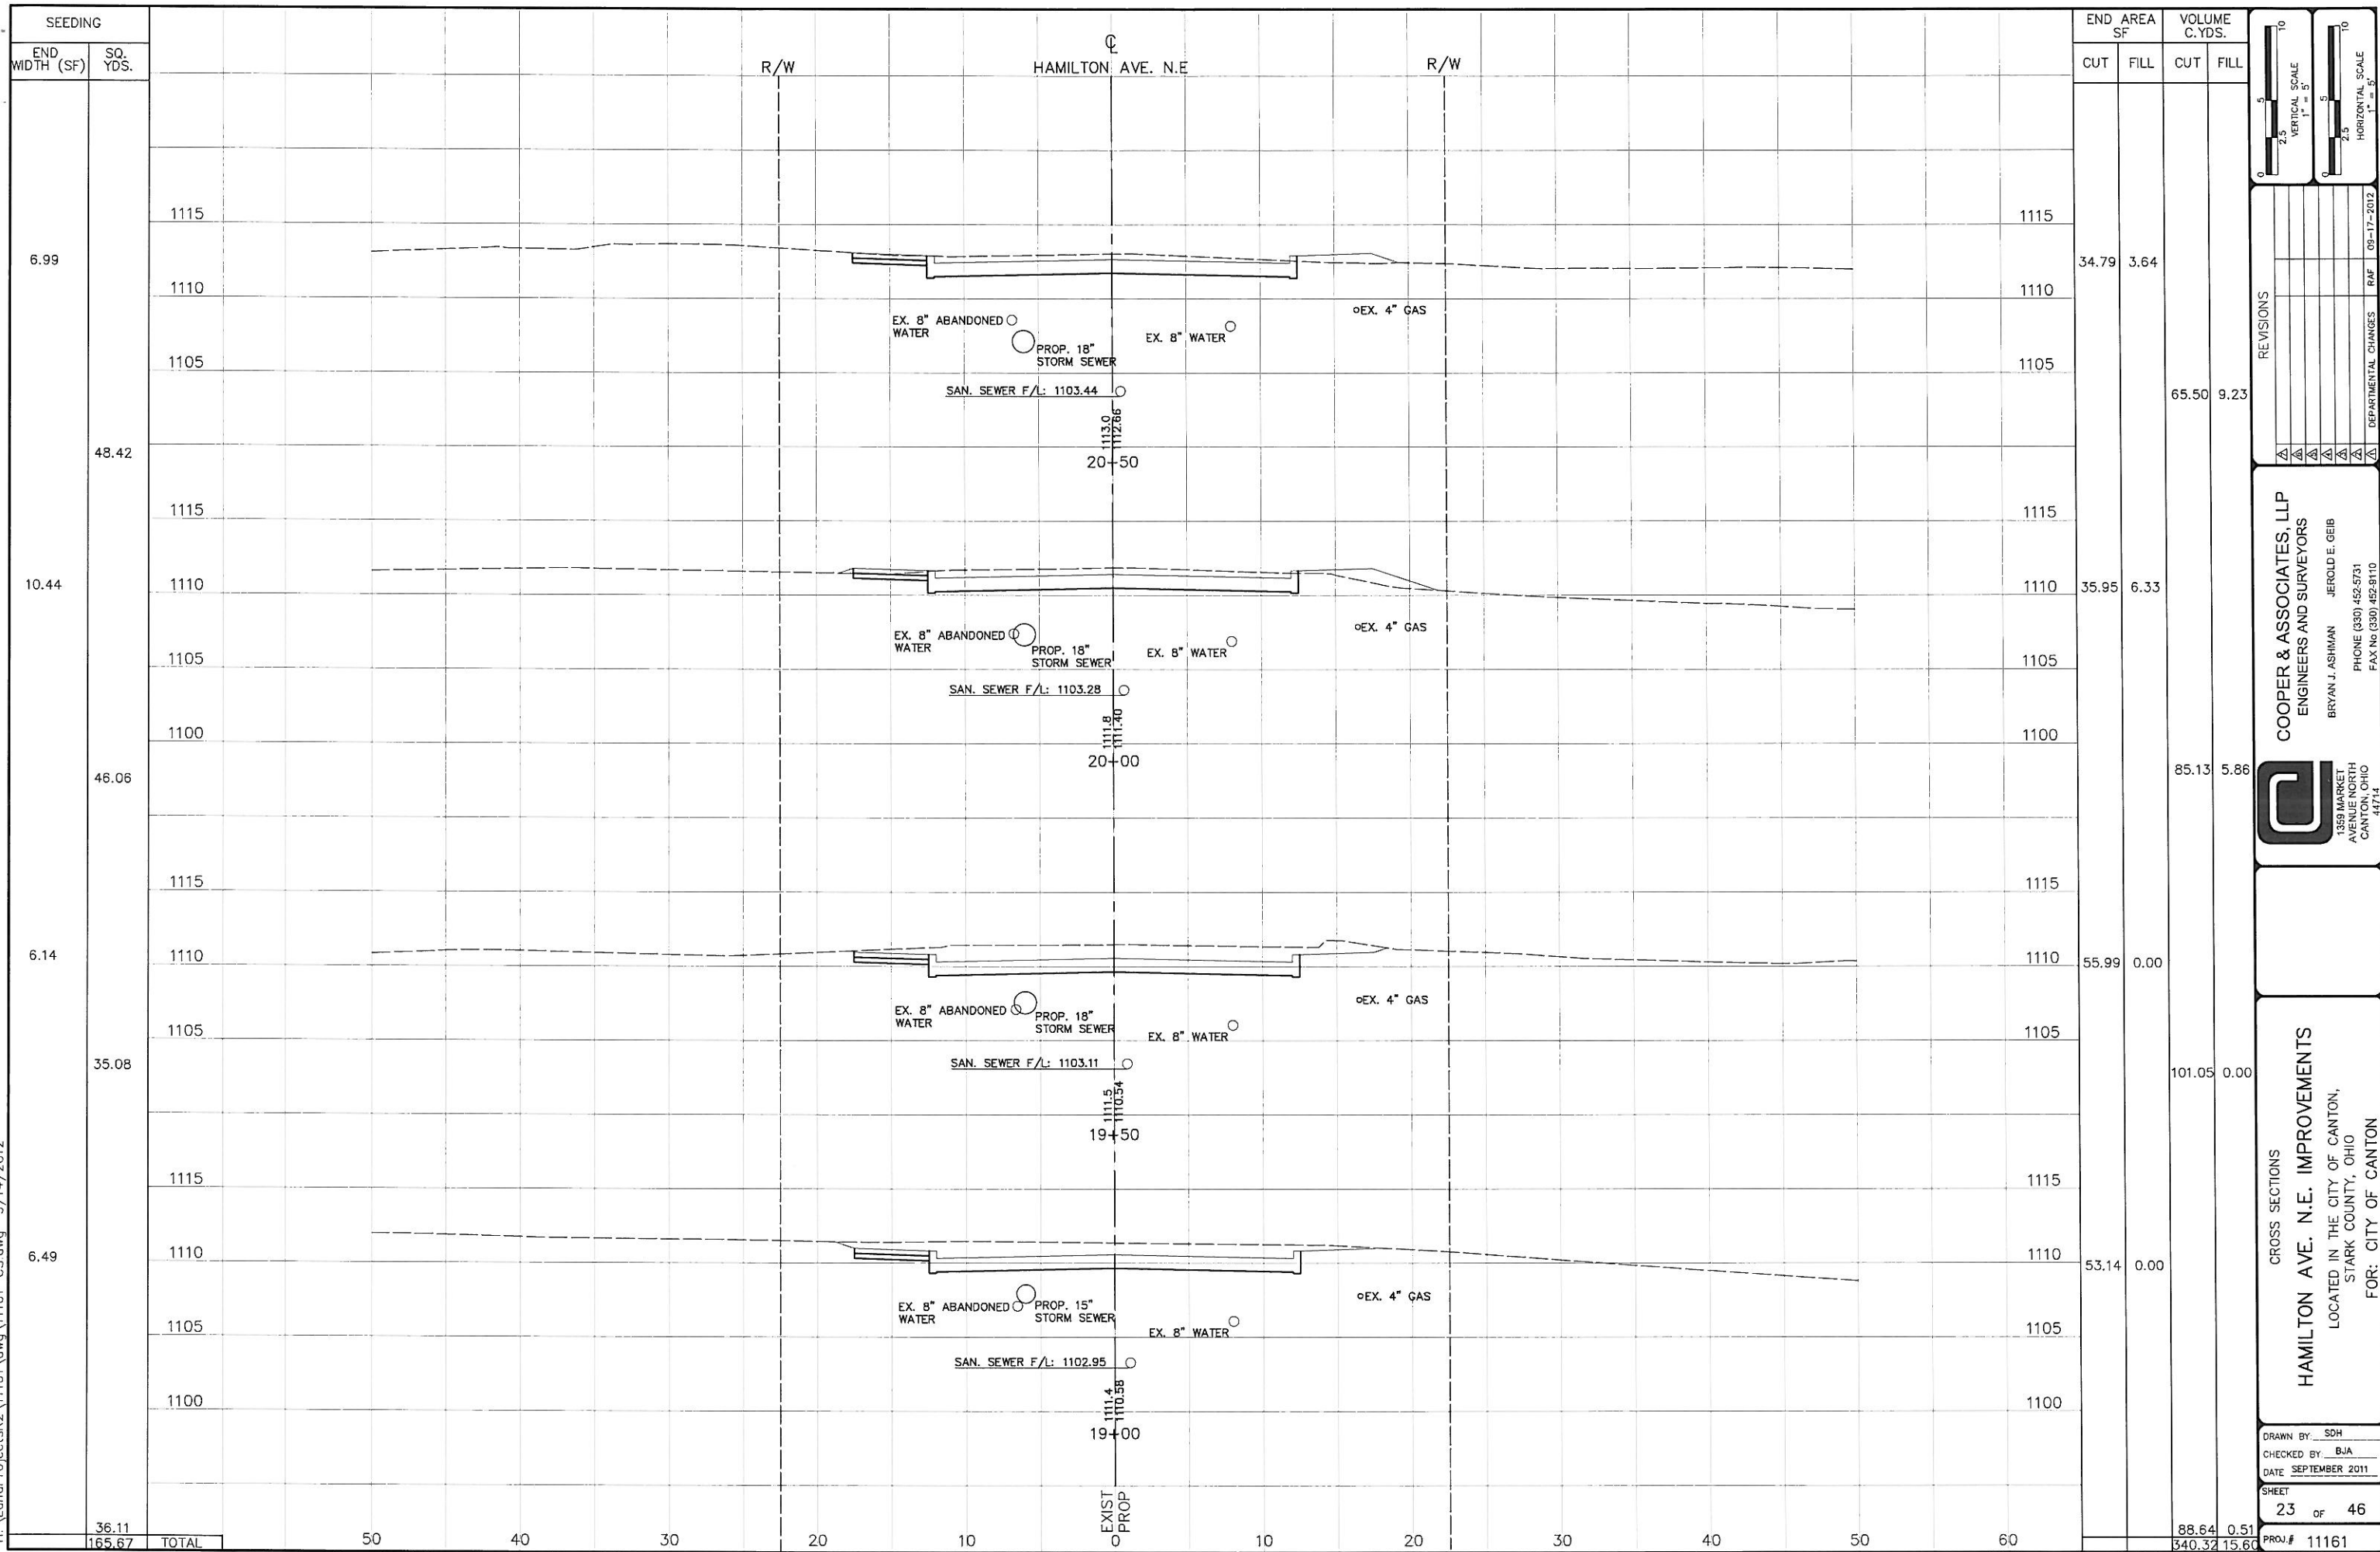 SEEDING
END WIDTH (SF)
SQ. YDS.
6.99
48.42
10.44
46.06
6.14
35.08
6.49
36.11
165.67
TOTAL
R/W
HAMILTON AVE. N.E
R/W
1115
1115
1110
1110
EX. 8" ABANDONED
WATER
PROP. 18"
STORM SEWER
EX. 8" WATER
EX. 4" GAS
1105
1105
SAN. SEWER F/L: 1103.44
1113.0
1112.66
20+50
1115
1115
1110
1110
EX. 8" ABANDONED
WATER
PROP. 18"
STORM SEWER
EX. 8" WATER
EX. 4" GAS
1105
1105
SAN. SEWER F/L: 1103.28
1111.8
1111.40
1100
1100
20+00
1115
1115
1110
1110
EX. 8" ABANDONED
WATER
PROP. 18"
STORM SEWER
EX. 8" WATER
EX. 4" GAS
1105
1105
SAN. SEWER F/L: 1103.11
1111.5
1110.54
19+50
1115
1115
1110
1110
EX. 8" ABANDONED
WATER
PROP. 15"
STORM SEWER
EX. 8" WATER
EX. 4" GAS
1105
1105
SAN. SEWER F/L: 1102.95
1111.4
1110.58
1100
1100
19+00
EXIST
PROP
50 40 30 20 10 0 10 20 30 40 50 60
END AREA
SF
VOLUME
C.YDS.
CUT FILL CUT FILL
34.79 3.64
65.50 9.23
35.95 6.33
85.13 5.86
55.99 0.00
101.05 0.00
53.14 0.00
88.64 0.51
340.32 15.60
0 2.5 5 10
VERTICAL SCALE
1" = 5'
0 2.5 5 10
HORIZONTAL SCALE
1" = 5'
REVISIONS
DEPARTMENTAL CHANGES RAF 09-17-2012
COOPER & ASSOCIATES, LLP
ENGINEERS AND SURVEYORS
BRYAN J. ASHMAN JEROLD E. GEIB
PHONE (330) 452-5731
FAX No (330) 452-9110
1359 MARKET
AVENUE NORTH
CANTON, OHIO
44714
CROSS SECTIONS
HAMILTON AVE. N.E. IMPROVEMENTS
LOCATED IN THE CITY OF CANTON,
STARK COUNTY, OHIO
FOR: CITY OF CANTON
DRAWN BY: SDH
CHECKED BY: BJA
DATE SEPTEMBER 2011
SHEET
23 OF 46
PROJ.# 11161